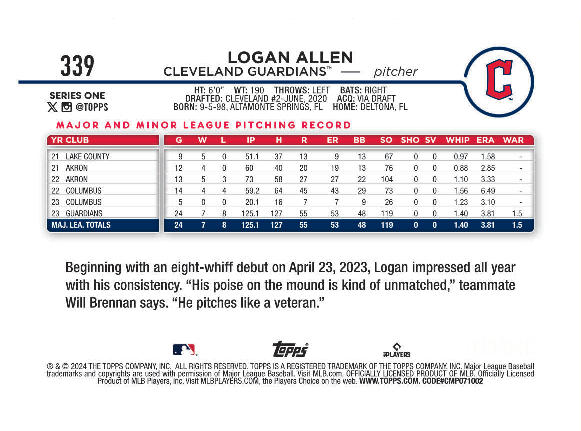 339
LOGAN ALLEN
CLEVELAND GUARDIANS™ — pitcher
C
SERIES ONE
X @TOPPS
HT: 6'0" WT: 190 THROWS: LEFT BATS: RIGHT
DRAFTED: CLEVELAND #2-JUNE, 2020 ACQ: VIA DRAFT
BORN: 9-5-98, ALTAMONTE SPRINGS, FL HOME: DELTONA, FL
MAJOR AND MINOR LEAGUE PITCHING RECORD
YR CLUB G W L IP H R ER BB SO SHO SV WHIP ERA WAR
21 LAKE COUNTY 9 5 0 51.1 37 13 9 13 67 0 0 0.97 1.58 -
21 AKRON 12 4 0 60 40 20 19 13 76 0 0 0.88 2.85 -
22 AKRON 13 5 3 73 58 27 27 22 104 0 0 1.10 3.33 -
22 COLUMBUS 14 4 4 59.2 64 45 43 29 73 0 0 1.56 6.49 -
23 COLUMBUS 5 0 0 20.1 16 7 7 9 26 0 0 1.23 3.10 -
23 GUARDIANS 24 7 8 125.1 127 55 53 48 119 0 0 1.40 3.81 1.5
MAJ. LEA. TOTALS 24 7 8 125.1 127 55 53 48 119 0 0 1.40 3.81 1.5
Beginning with an eight-whiff debut on April 23, 2023, Logan impressed all year
with his consistency. “His poise on the mound is kind of unmatched,” teammate
Will Brennan says. “He pitches like a veteran.”
Topps
PLAYERS
® & © 2024 THE TOPPS COMPANY, INC. ALL RIGHTS RESERVED. TOPPS IS A REGISTERED TRADEMARK OF THE TOPPS COMPANY, INC. Major League Baseball
trademarks and copyrights are used with permission of Major League Baseball. Visit MLB.com. OFFICIALLY LICENSED PRODUCT OF MLB. Officially Licensed
Product of MLB Players, Inc. Visit MLBPLAYERS.COM, the Players Choice on the web. WWW.TOPPS.COM. CODE#CMP071002